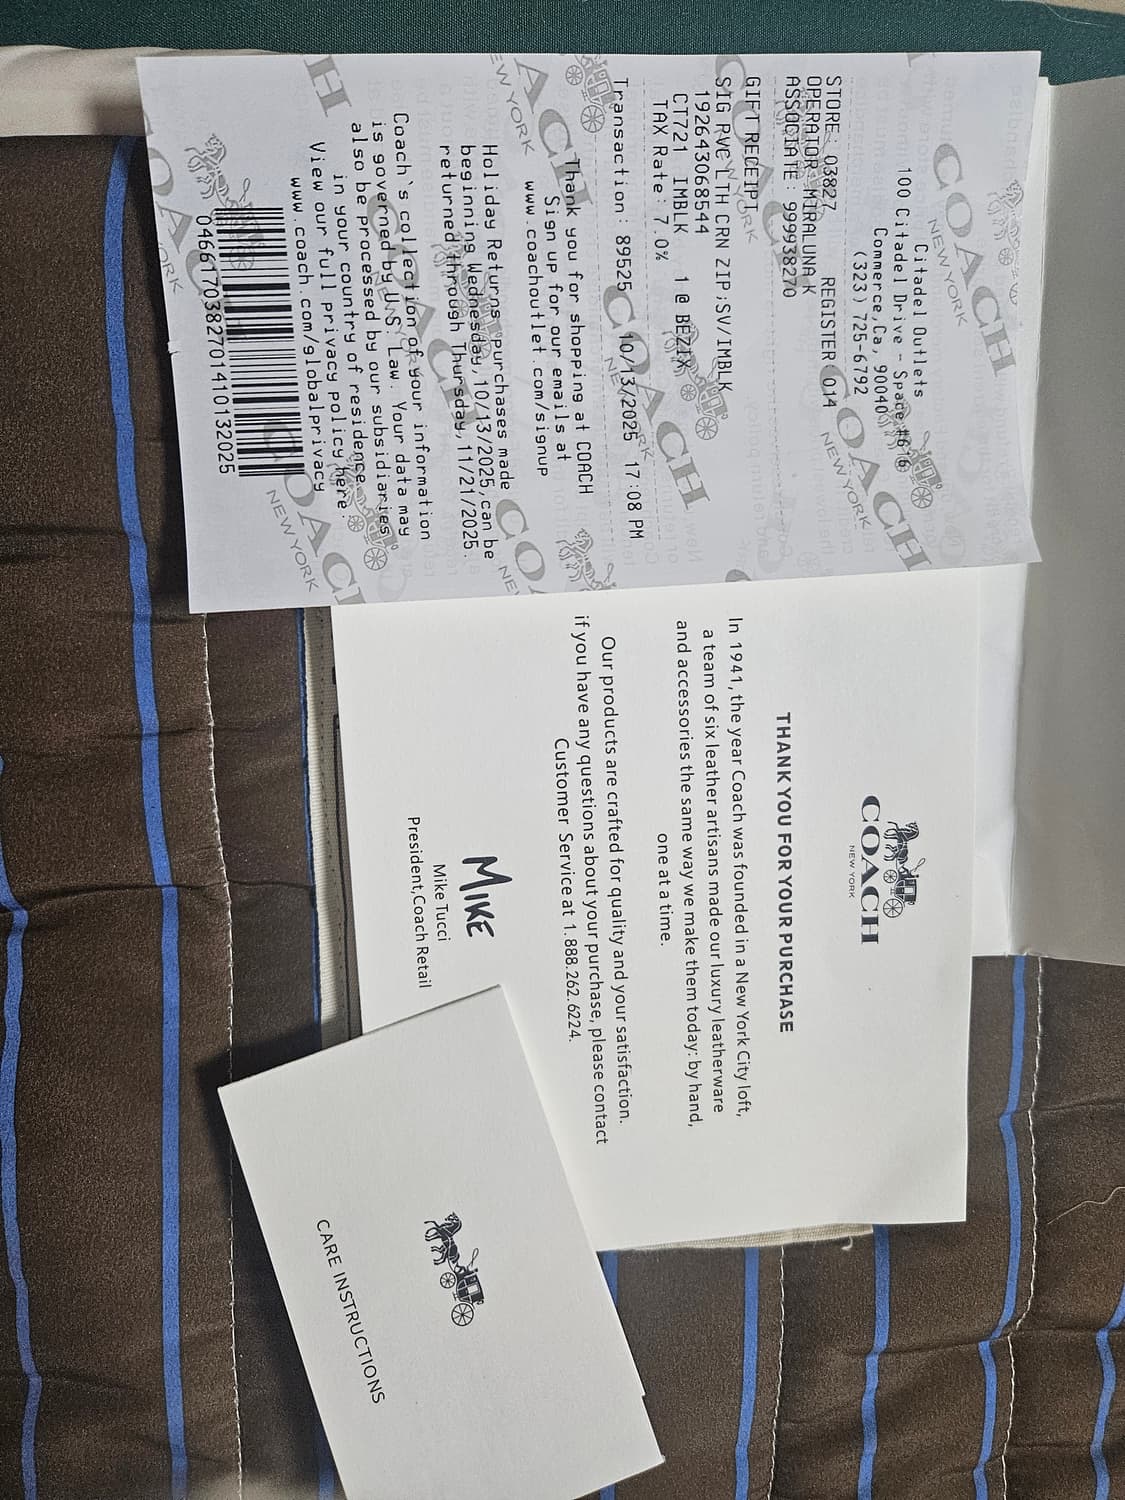 COACH
NEW YORK
Citadel Outlets
100 Citadel Drive - Space #616
Commerce,Ca, 90040
(323) 725-6792
STORE: 03827 REGISTER 014
OPERATOR: MIRALUNA K
ASSOCIATE: 999938270
GIFT RECEIPT
SIG RVC LTH CRN ZIP;SV/IMBLK
192643068544
CT721 IMBLK 1 @ BEZIX
TAX Rate: 7.0%
Transaction: 89525 10/13/2025 17:08 PM
Thank you for shopping at COACH
Sign up for our emails at
www.coachoutlet.com/signup
Holiday Returns: purchases made
beginning Wednesday, 10/13/2025,can be
returned through Thursday, 11/21/2025.
Coach`s collection of your information
is governed by U.S. Law. Your data may
also be processed by our subsidiaries
in your country of residence.
View our full privacy policy here:
www.coach.com/globalprivacy
0466170382701410132025
COACH
NEW YORK
THANK YOU FOR YOUR PURCHASE
In 1941, the year Coach was founded in a New York City loft,
a team of six leather artisans made our luxury leatherware
and accessories the same way we make them today: by hand,
one at a time.
Our products are crafted for quality and your satisfaction.
if you have any questions about your purchase, please contact
Customer Service at 1.888.262.6224.
MIKE
Mike Tucci
President,Coach Retail
CARE INSTRUCTIONS